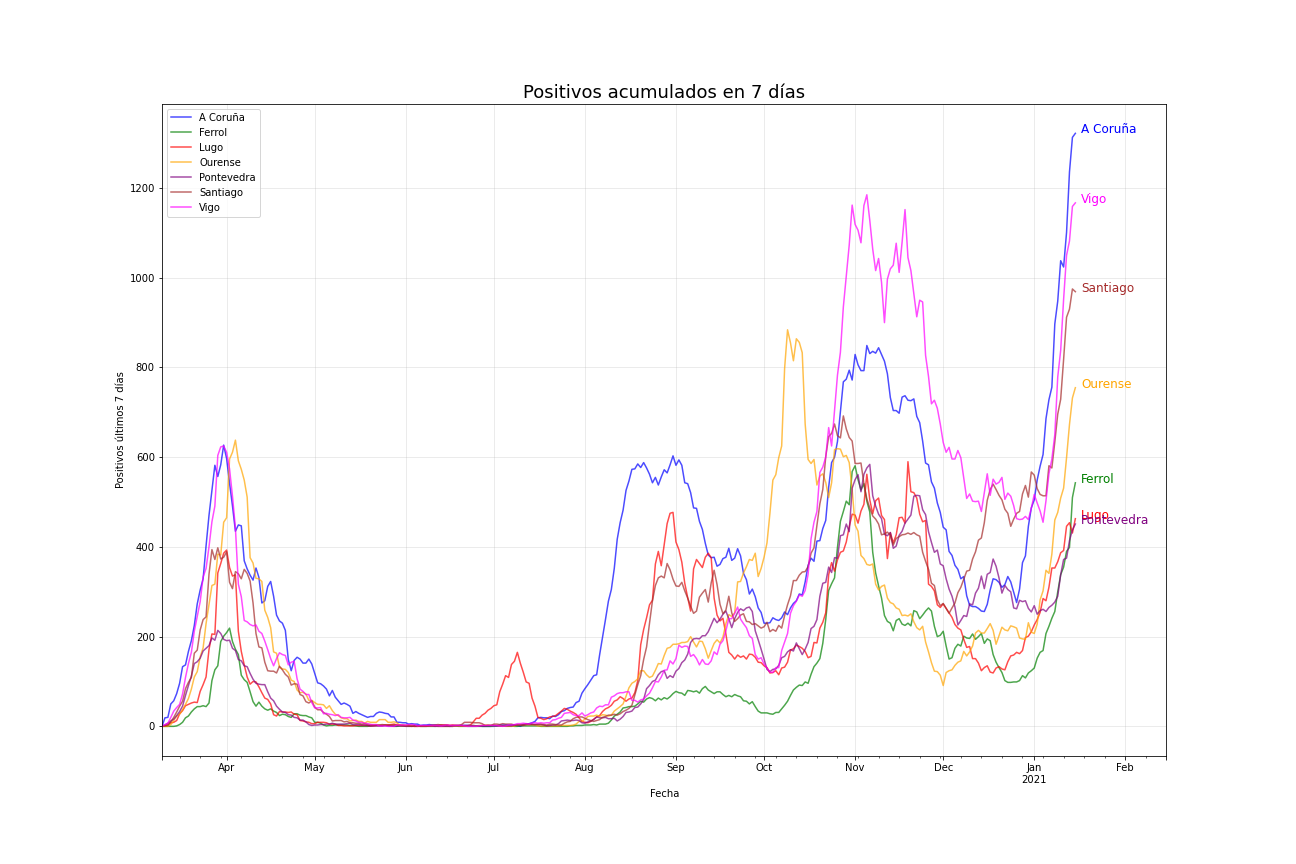 Positivos acumulados en 7 días
A Coruña
Ferrol
Lugo
Ourense
Pontevedra
Santiago
Vigo
A Coruña
Vigo
Santiago
Ourense
Ferrol
Lugo
Pontevedra
Positivos últimos 7 días
1200
1000
800
600
400
200
0
Apr May Jun Jul Aug Sep Oct Nov Dec Jan Feb
2021
Fecha